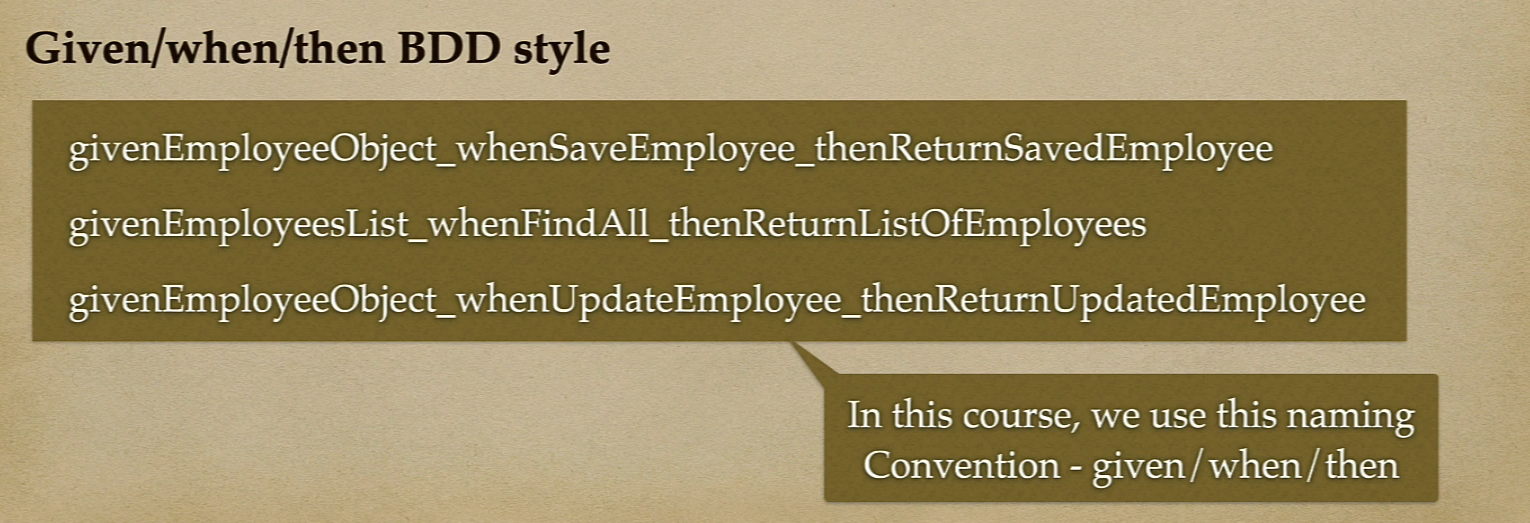 Given/when/then BDD style
givenEmployeeObject_whenSaveEmployee_thenReturnSavedEmployee
givenEmployeesList_whenFindAll_thenReturnListOfEmployees
givenEmployeeObject_whenUpdateEmployee_thenReturnUpdatedEmployee
In this course, we use this naming
Convention - given/when/then